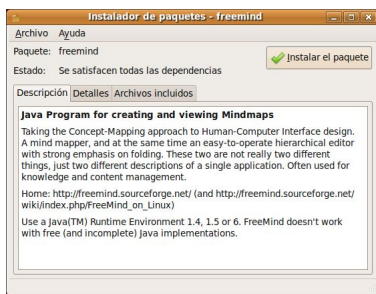 Instalador de paquetes - freemind
Archivo Ayuda
Paquete: freemind
Instalar el paquete
Estado: Se satisfacen todas las dependencias
Descripción Detalles Archivos incluidos
Java Program for creating and viewing Mindmaps
Taking the Concept-Mapping approach to Human-Computer Interface design.
A mind mapper, and at the same time an easy-to-operate hierarchical editor
with strong emphasis on folding. These two are not really two different
things, just two different descriptions of a single application. Often used for
knowledge and content management.
Home: http://freemind.sourceforge.net/ (and http://freemind.sourceforge.net/
wiki/index.php/FreeMind_on_Linux)
Use a Java(TM) Runtime Environment 1.4, 1.5 or 6. FreeMind doesn't work
with free (and incomplete) Java implementations.